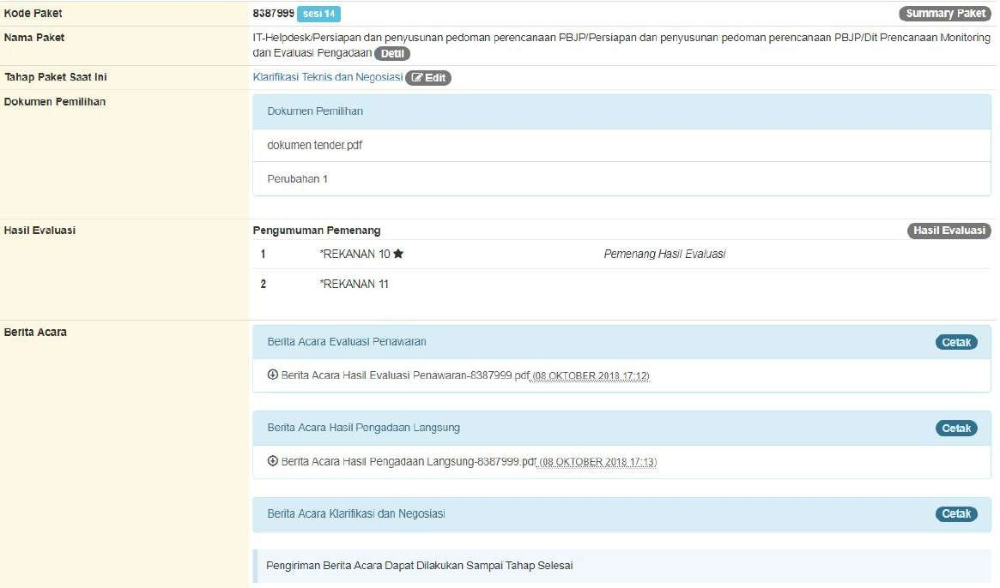 Kode Paket
8387999 sesi 14
Summary Paket
Nama Paket
IT-Helpdesk/Persiapan dan penyusunan pedoman perencanaan PBJP/Persiapan dan penyusunan pedoman perencanaan PBJP/Dit Prencanaan Monitoring
dan Evaluasi Pengadaan Detil
Tahap Paket Saat Ini
Klarifikasi Teknis dan Negosiasi Edit
Dokumen Pemilihan
Dokumen Pemilihan
dokumen tender.pdf
Perubahan 1
Hasil Evaluasi
Pengumuman Pemenang
Hasil Evaluasi
1 *REKANAN 10 ★ Pemenang Hasil Evaluasi
2 *REKANAN 11
Berita Acara
Berita Acara Evaluasi Penawaran
Cetak
Berita Acara Hasil Evaluasi Penawaran-8387999.pdf (08 OKTOBER 2018 17:12)
Berita Acara Hasil Pengadaan Langsung
Cetak
Berita Acara Hasil Pengadaan Langsung-8387999.pdf (08 OKTOBER 2018 17:13)
Berita Acara Klarifikasi dan Negosiasi
Cetak
Pengiriman Berita Acara Dapat Dilakukan Sampai Tahap Selesai